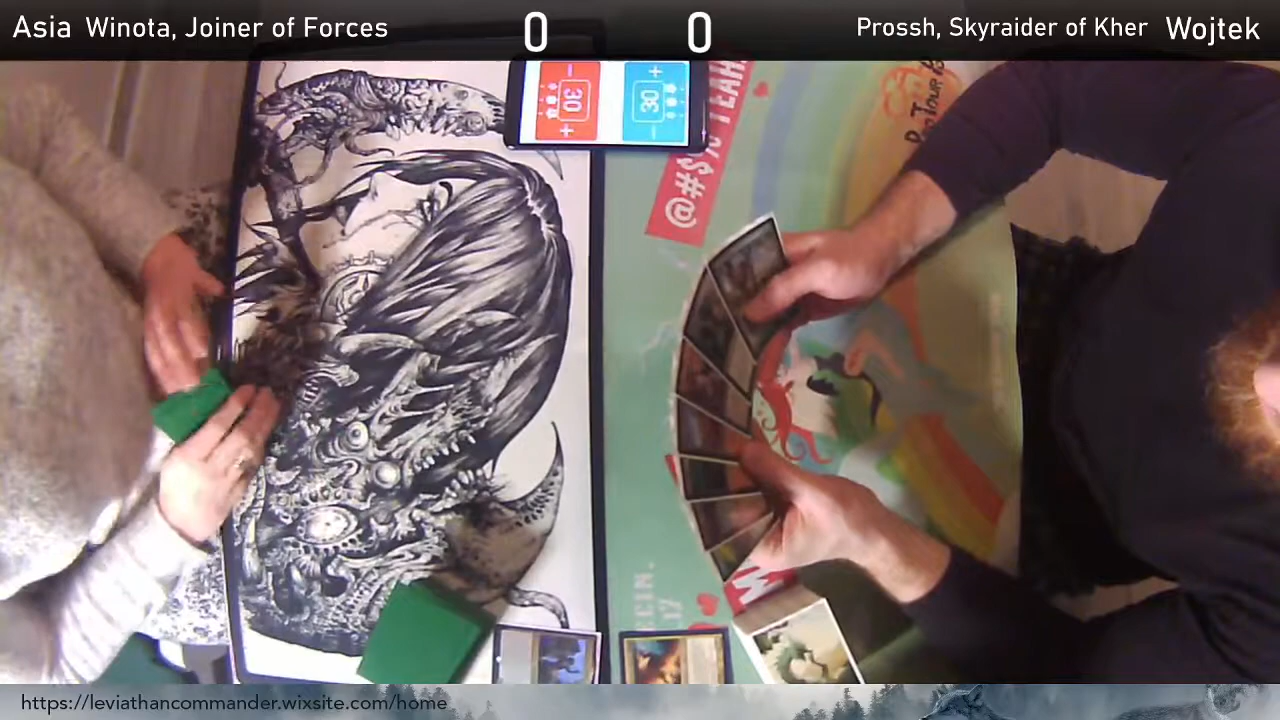 Asia Winota, Joiner of Forces 0 0 Prossh, Skyraider of Kher Wojtek
30 30
@#$% YEAH!
https://leviathancommander.wixsite.com/home